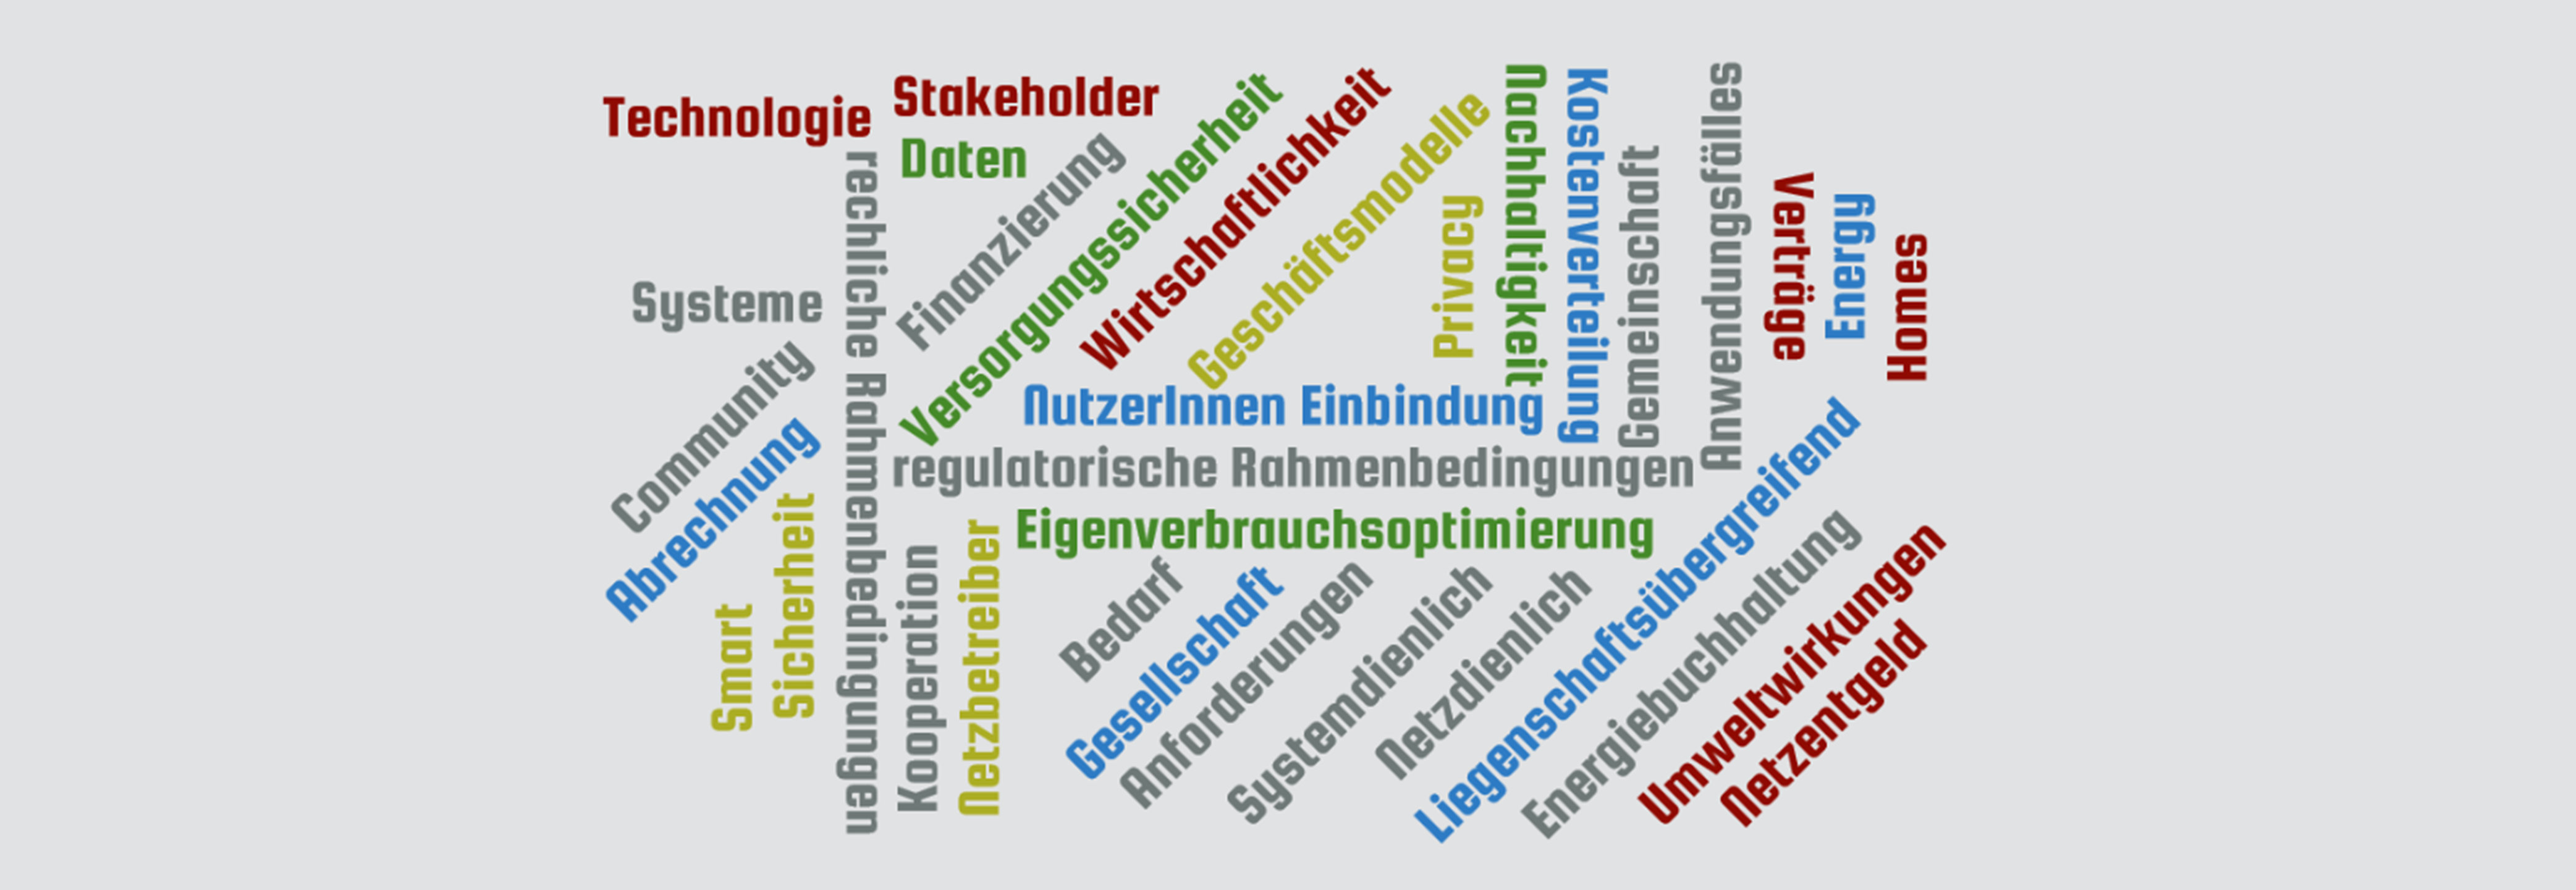 Technologie
Stakeholder
Daten
rechliche Rahmenbedingungen
Finanzierung
Versorgungssicherheit
Wirtschaftlichkeit
Geschäftsmodelle
Privacy
Nachhaltigkeit
Kostenverteilung
Gemeinschaft
Anwendungsfälles
Verträge
Energy
Homes
Systeme
Community
Abrechnung
Smart
Sicherheit
NutzerInnen Einbindung
regulatorische Rahmenbedingungen
Eigenverbrauchsoptimierung
Kooperation
Netzbetreiber
Bedarf
Gesellschaft
Anforderungen
Systemdienlich
Netzdienlich
Liegenschaftsübergreifend
Energiebuchhaltung
Umweltwirkungen
Netzentgeld